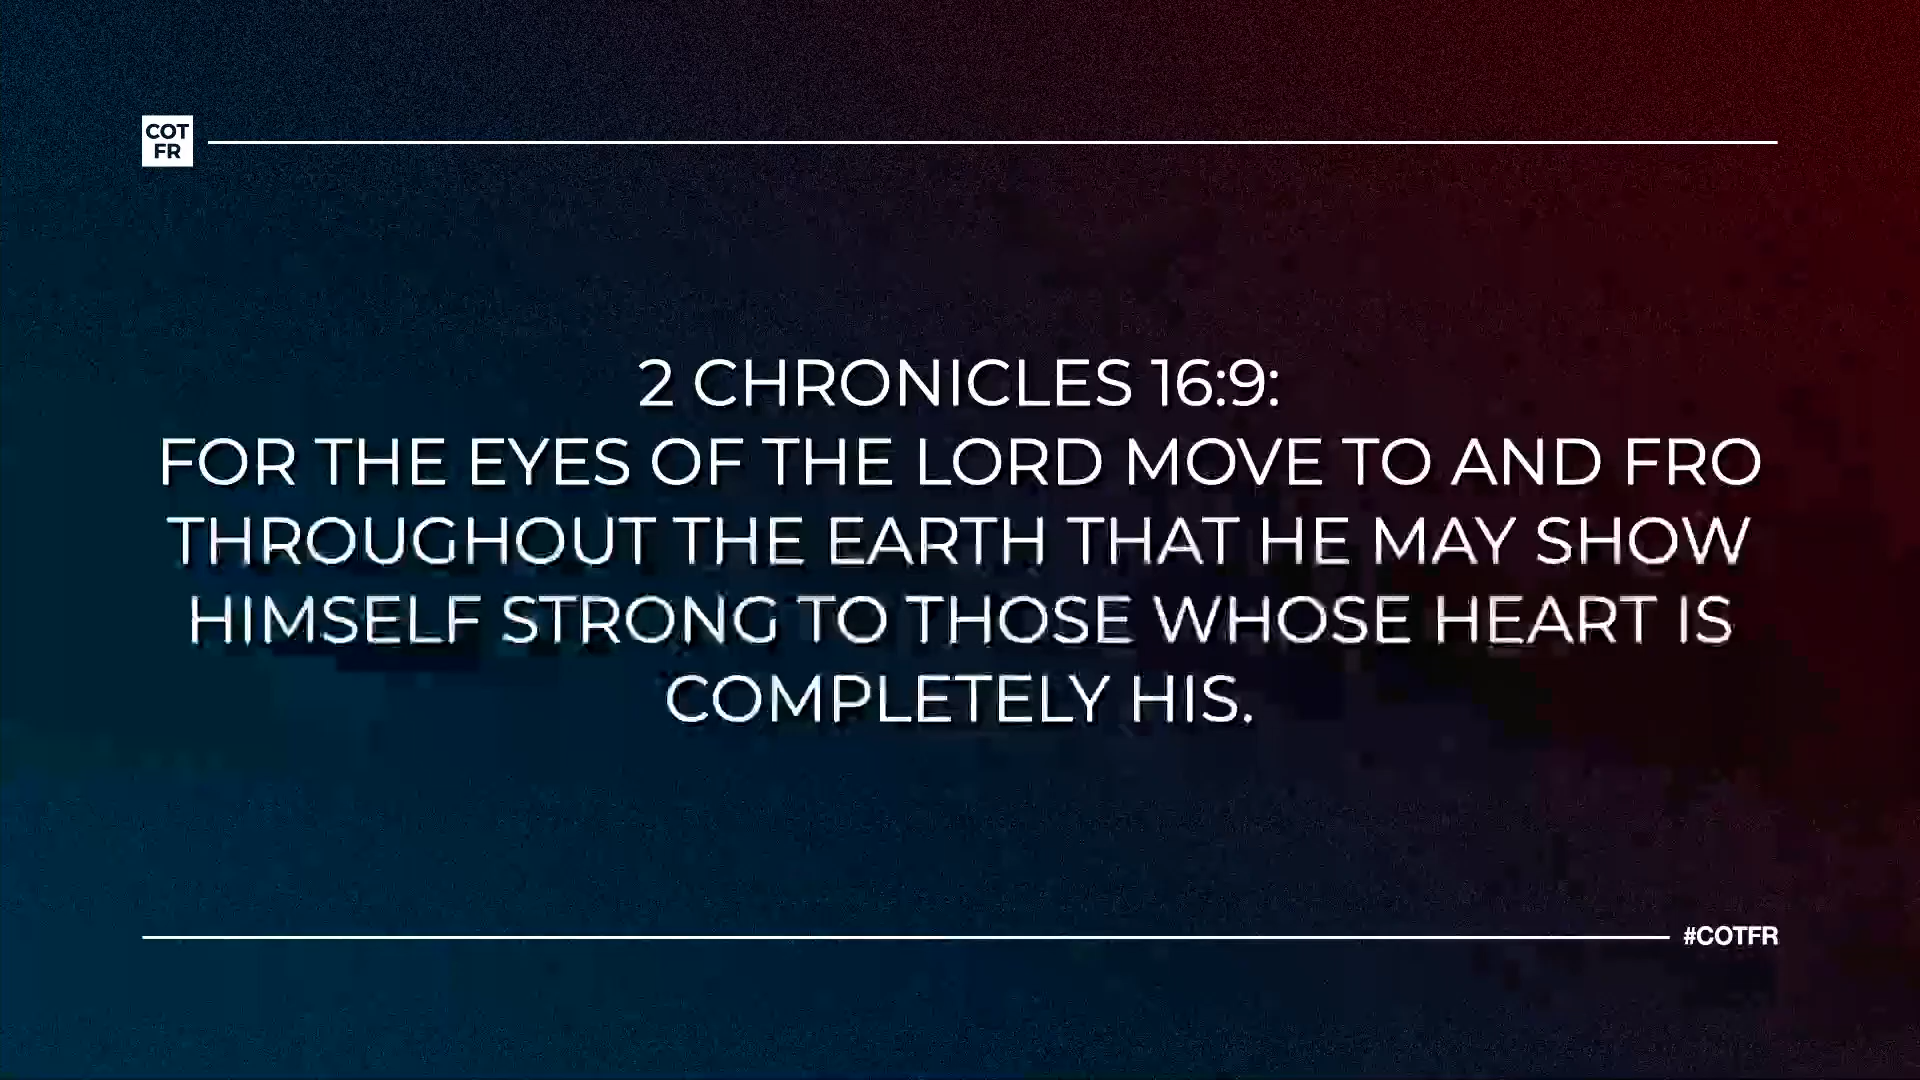 COT
FR
2 CHRONICLES 16:9:
FOR THE EYES OF THE LORD MOVE TO AND FRO
THROUGHOUT THE EARTH THAT HE MAY SHOW
HIMSELF STRONG TO THOSE WHOSE HEART IS
COMPLETELY HIS.
#COTFR